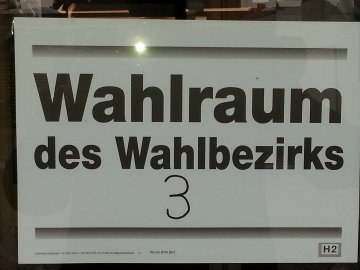 Wahlraum
des Wahlbezirks
3
H2